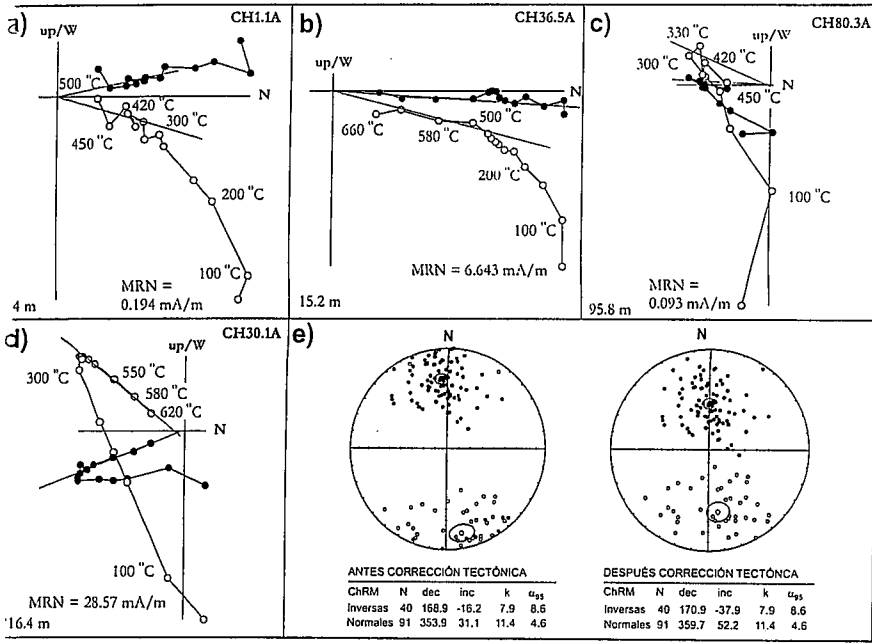 a)
CH1.1A
up/W
N
500 °C
420 °C
300 °C
450 °C
200 °C
100 °C
MRN =
0.194 mA/m
4 m
b)
CH36.5A
up/W
N
500 °C
660 °C
580 °C
200 °C
100 °C
MRN = 6.643 mA/m
15.2 m
c)
CH80.3A
up/W
330 °C
300 °C
420 °C
N
450 °C
100 °C
MRN =
0.093 mA/m
95.8 m
d)
CH30.1A
up/W
300 °C
550 °C
580 °C
620 °C
N
100 °C
MRN = 28.57 mA/m
'16.4 m
e)
N
N
ANTES CORRECCIÓN TECTÓNICA
ChRM N dec inc k α95
Inversas 40 168.9 -16.2 7.9 8.6
Normales 91 353.9 31.1 11.4 4.6
DESPUÉS CORRECCIÓN TECTÓNCA
ChRM N dec inc k α95
Inversas 40 170.9 -37.9 7.9 8.6
Normales 91 359.7 52.2 11.4 4.6